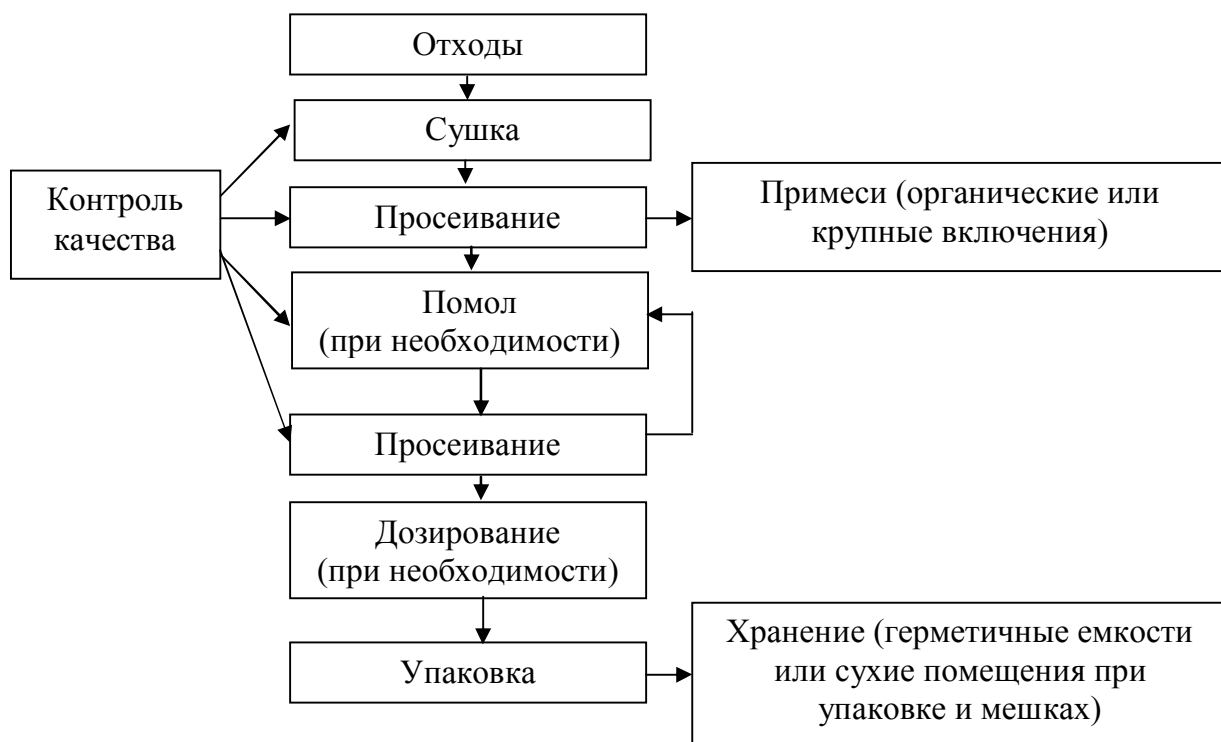 Отходы
Сушка
Контроль
качества
Просеивание
Примеси (органические или
крупные включения)
Помол
(при необходимости)
Просеивание
Дозирование
(при необходимости)
Упаковка
Хранение (герметичные емкости
или сухие помещения при
упаковке и мешках)